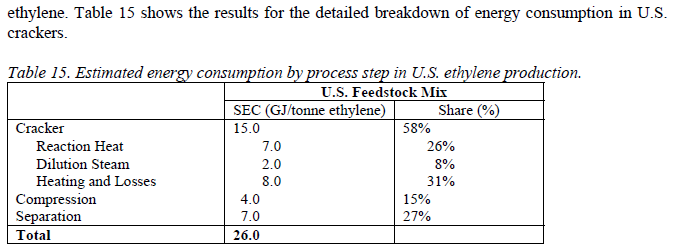 ethylene. Table 15 shows the results for the detailed breakdown of energy consumption in U.S.
crackers.
Table 15. Estimated energy consumption by process step in U.S. ethylene production.
U.S. Feedstock Mix
SEC (GJ/tonne ethylene) Share (%)
Cracker 15.0 58%
Reaction Heat 7.0 26%
Dilution Steam 2.0 8%
Heating and Losses 8.0 31%
Compression 4.0 15%
Separation 7.0 27%
Total 26.0